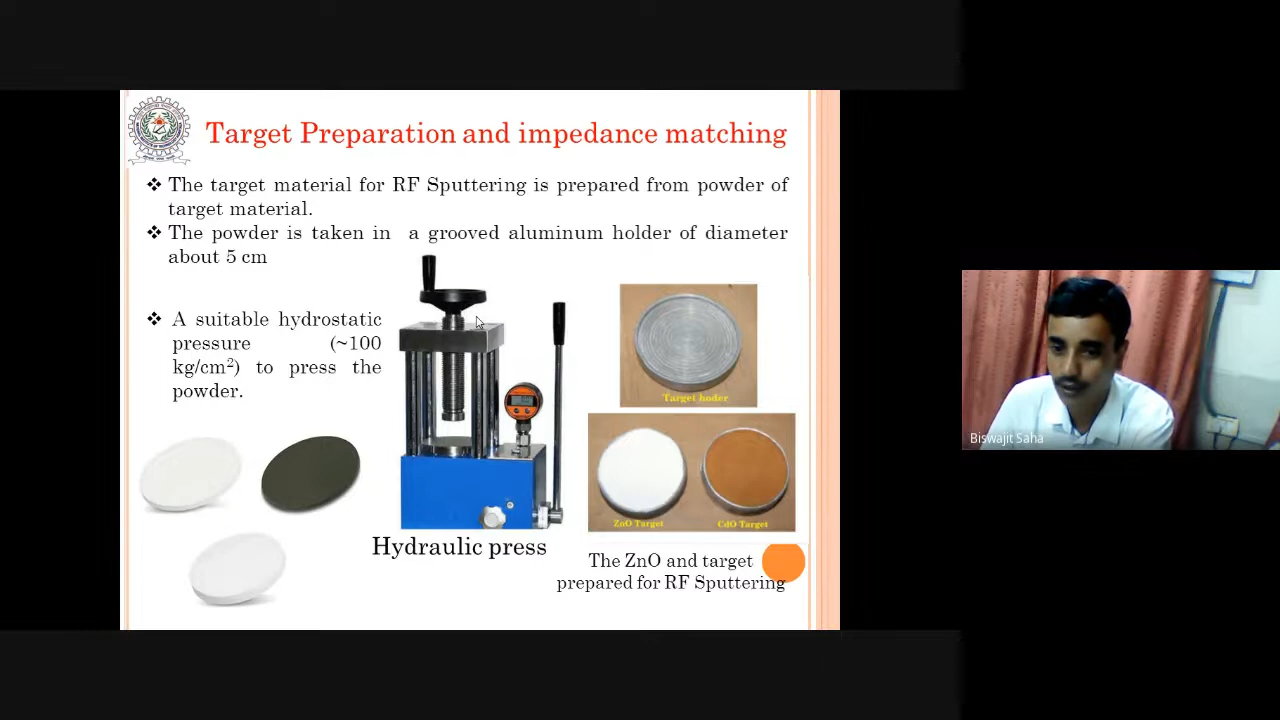 Target Preparation and impedance matching
❖ The target material for RF Sputtering is prepared from powder of
target material.
❖ The powder is taken in a grooved aluminum holder of diameter
about 5 cm
❖ A suitable hydrostatic
pressure (~100
kg/cm²) to press the
powder.
Target hoder
ZnO Target
CdO Target
Hydraulic press
The ZnO and target
prepared for RF Sputtering
Biswajit Saha